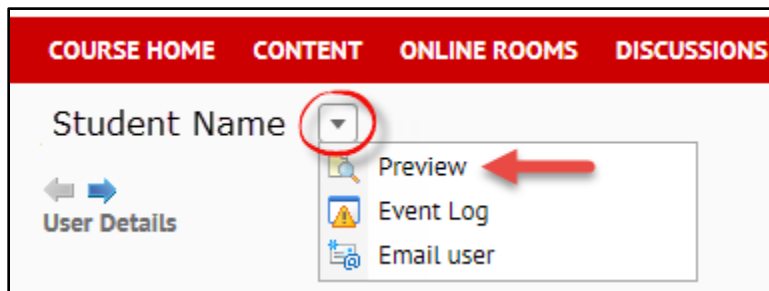 COURSE HOME CONTENT ONLINE ROOMS DISCUSSIONS
Student Name
Preview
Event Log
User Details
Email user